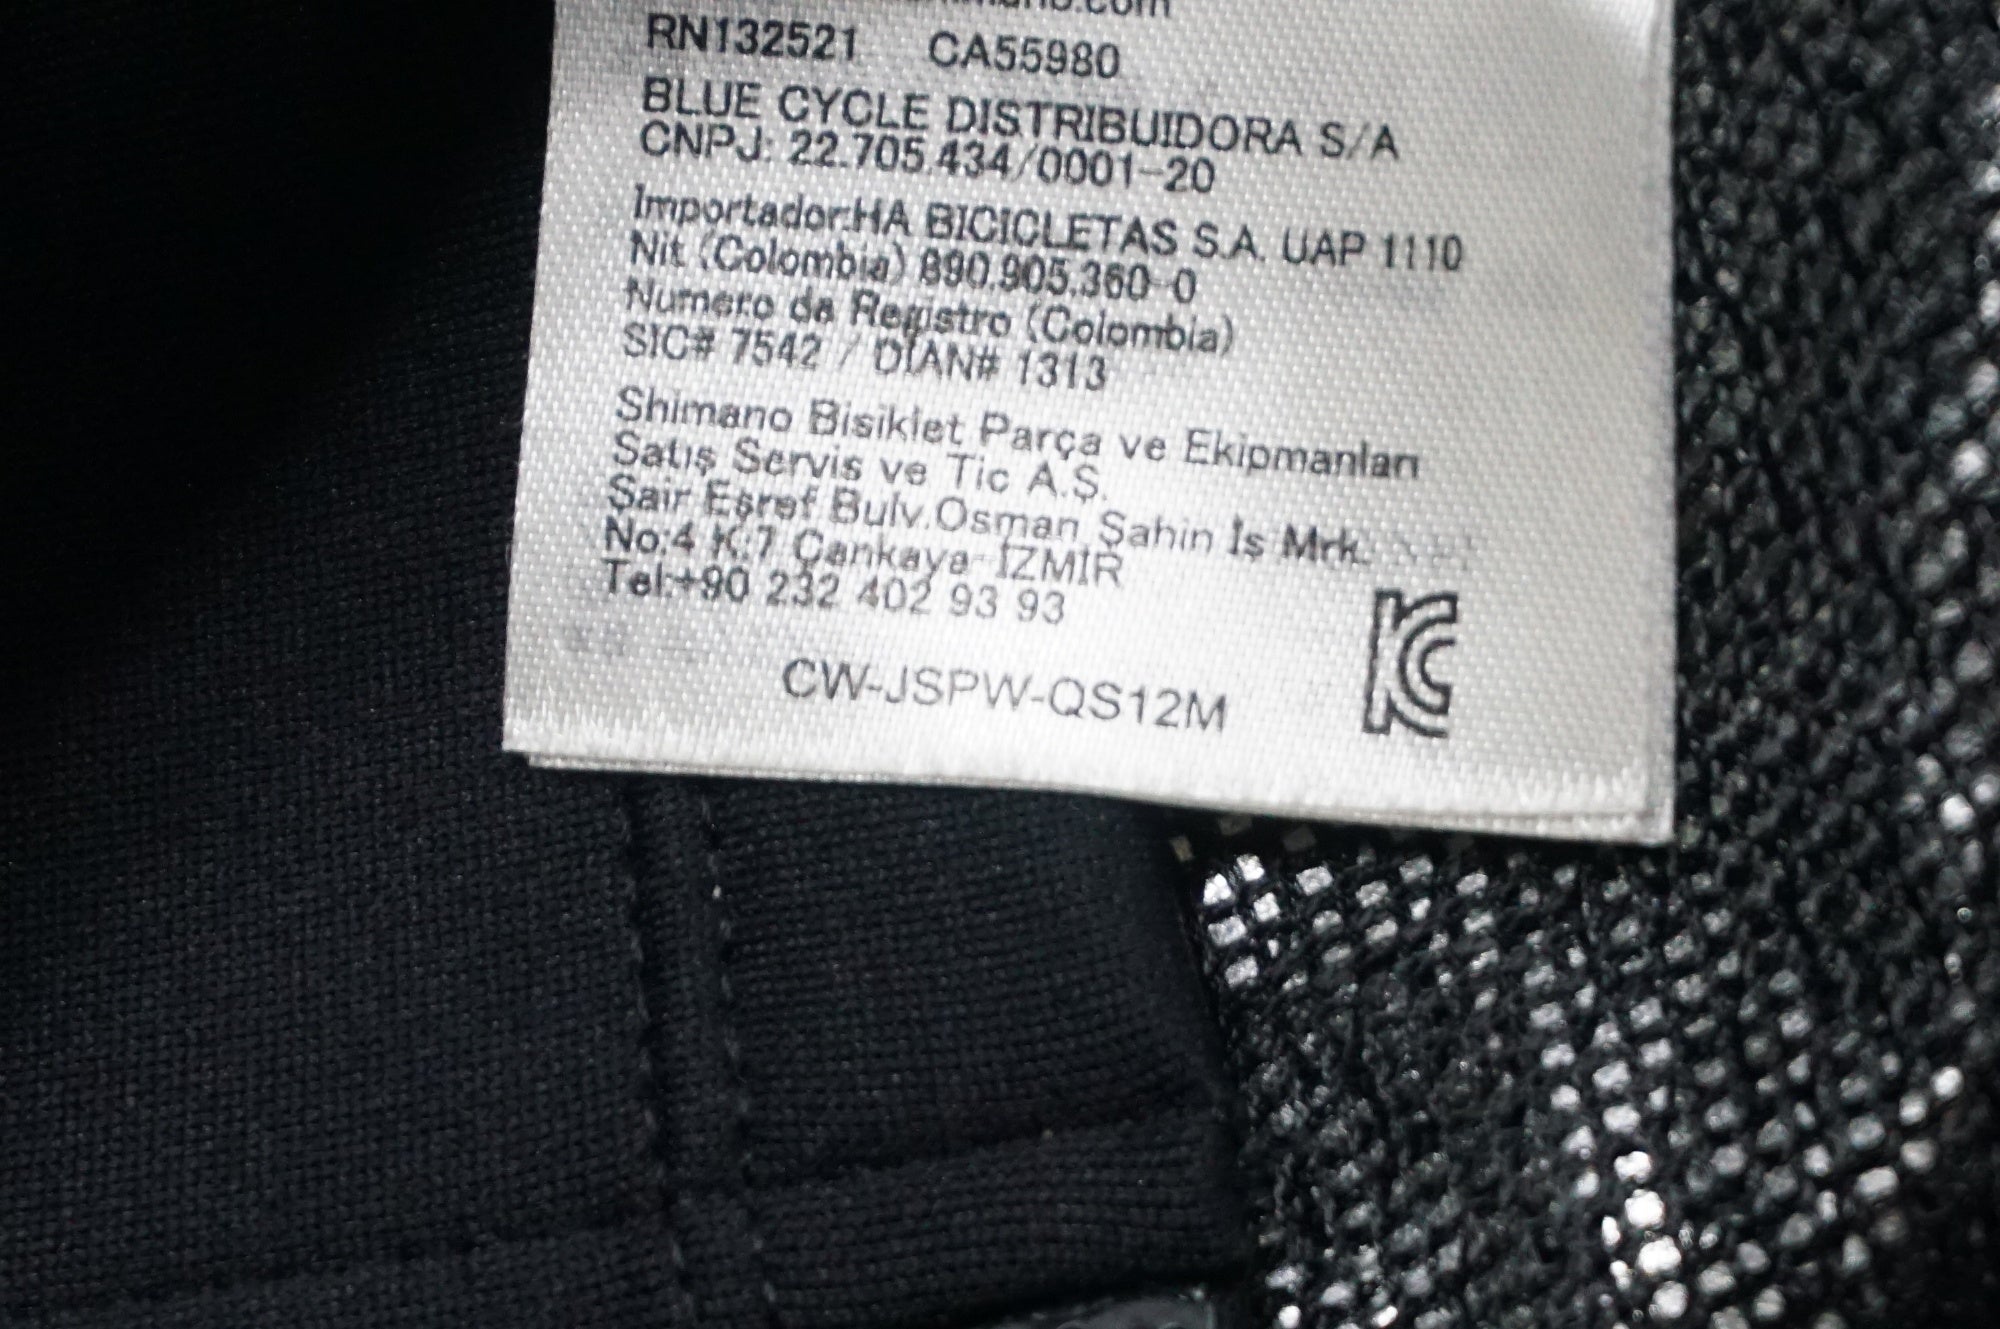 RN132521 CA55980
BLUE CYCLE DISTRIBUIDORA S/A
CNPJ: 22.705.434/0001-20
Importador:HA BICICLETAS S.A. UAP 1110
Nit (Colombia) 890.905.360-0
Numero de Registro (Colombia)
SIC# 7542 / DIAN# 1313
Shimano Bisiklet Parça ve Ekipmanları
Satış Servis ve Tic A.Ş.
Şair Eşref Bulv.Osman Şahin İş Mrk.
No:4 K:7 Çankaya-İZMİR
Tel:+90 232 402 93 93
CW-JSPW-QS12M